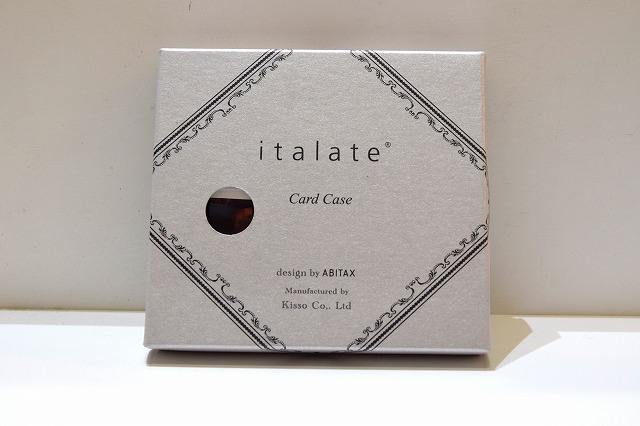 italate®
Card Case
design by ABITAX
Manufactured by
Kisso Co,. Ltd